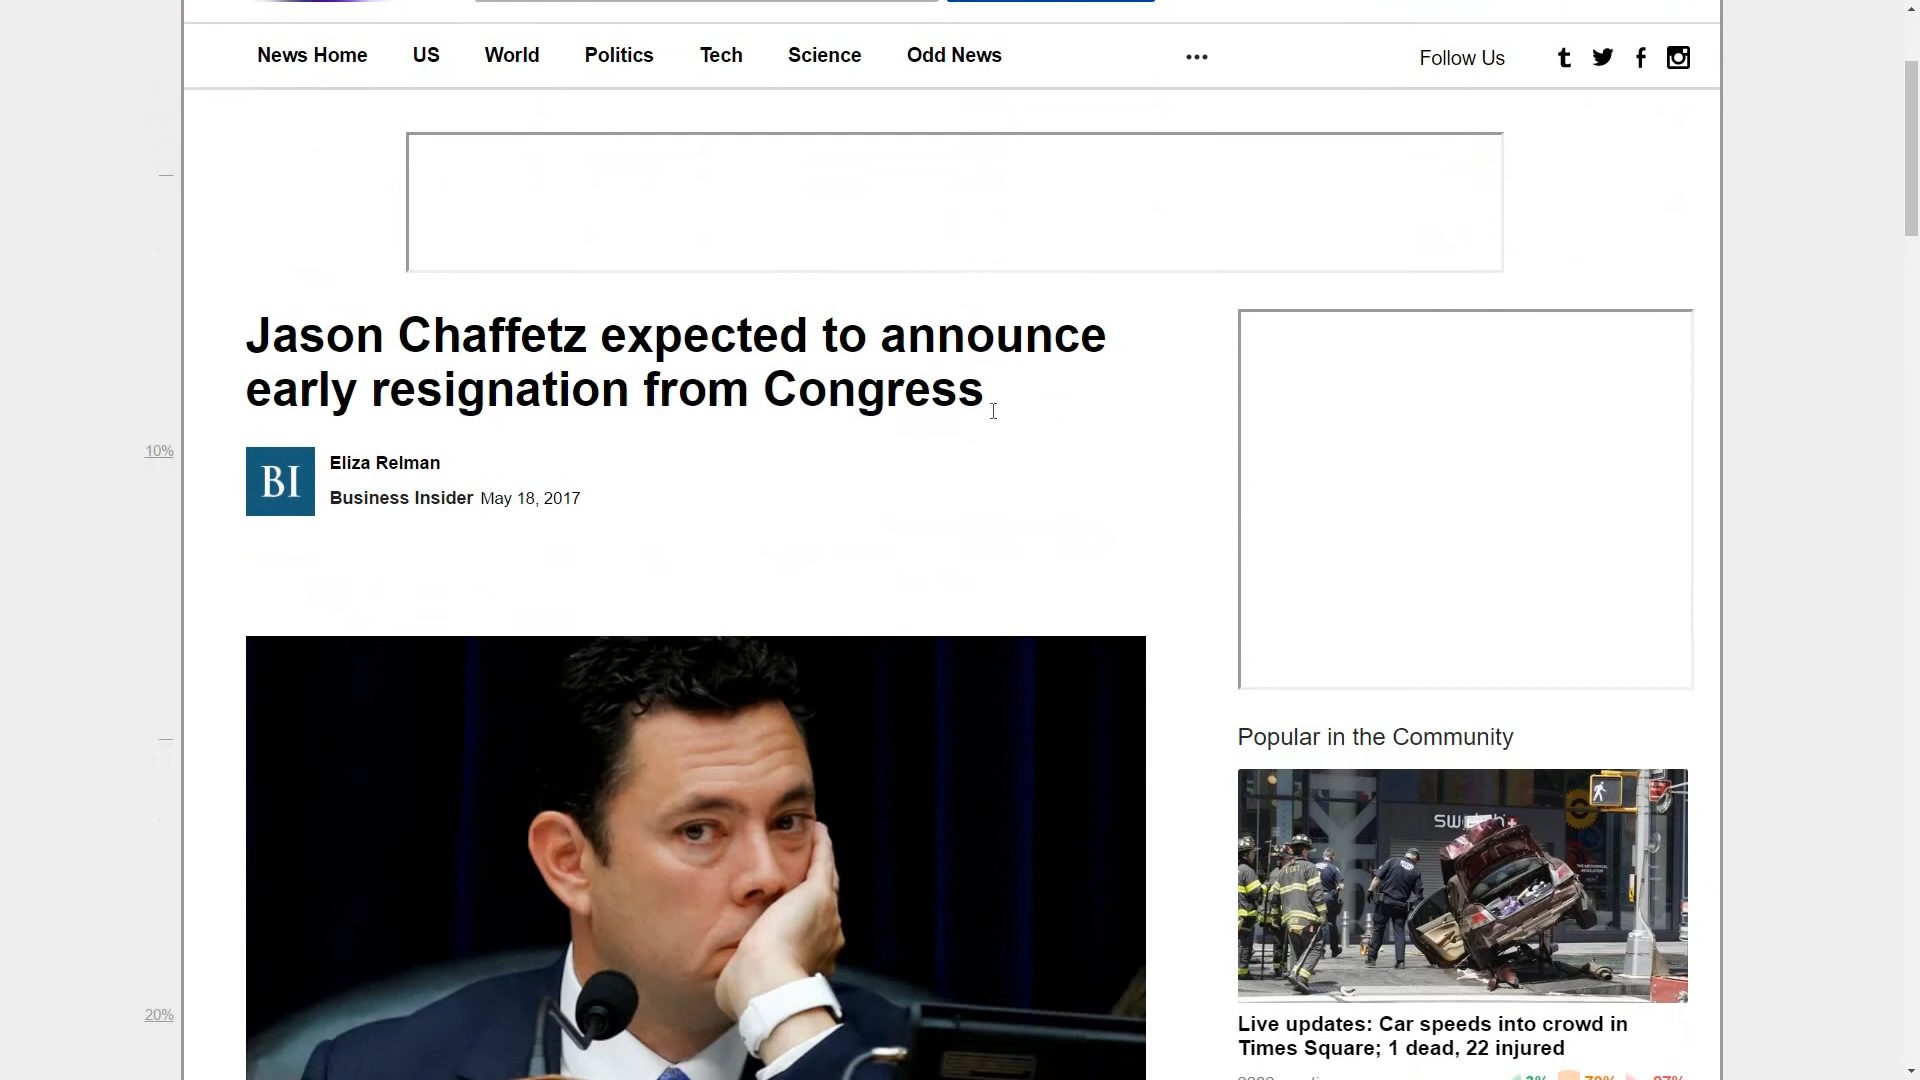 News Home US World Politics Tech Science Odd News ••• Follow Us
Jason Chaffetz expected to announce
early resignation from Congress
BI
Eliza Relman
Business Insider May 18, 2017
10%
20%
Popular in the Community
Live updates: Car speeds into crowd in
Times Square; 1 dead, 22 injured